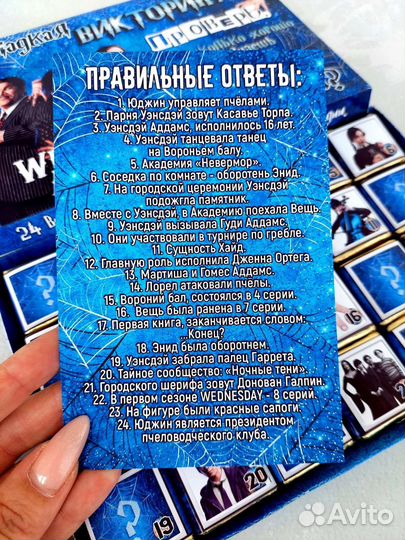 ВИКТОРИНА
ПРОВЕРЬ
ПРАВИЛЬНЫЕ ОТВЕТЫ:
1. Юджин управляет пчёлами.
2. Парня Уэнсдэй зовут Касавье Торпа.
3. Уэнсдэй Аддамс, исполнилось 16 лет.
4. Уэнсдэй танцевала танец
на Вороньем балу.
5. Академия «Невермор».
6. Соседка по комнате - оборотень Энид.
7. На городской церемонии Уэнсдэй
подожгла памятник.
8. Вместе с Уэнсдэй, в Академию поехала Вещь.
9. Уэнсдэй вызывала Гуди Аддамс.
10. Они участвовали в турнире по гребле.
11. Сущность Хайд.
12. Главную роль исполнила Дженна Ортега.
13. Мартиша и Гомес Аддамс.
14. Лорел атаковали пчёлы.
15. Вороний бал, состоялся в 4 серии.
16. Вещь была ранена в 7 серии.
17. Первая книга, заканчивается словом:
...Конец?
18. Энид была оборотнем.
19. Уэнсдэй забрала палец Гаррета.
20. Тайное сообщество: «Ночные тени».
21. Городского шерифа зовут Донован Галпин.
22. В первом сезоне WEDNESDAY - 8 серий.
23. На фигуре были красные сапоги.
24. Юджин является президентом
пчеловодческого клуба.
W
24
16
19
20
?
Avito